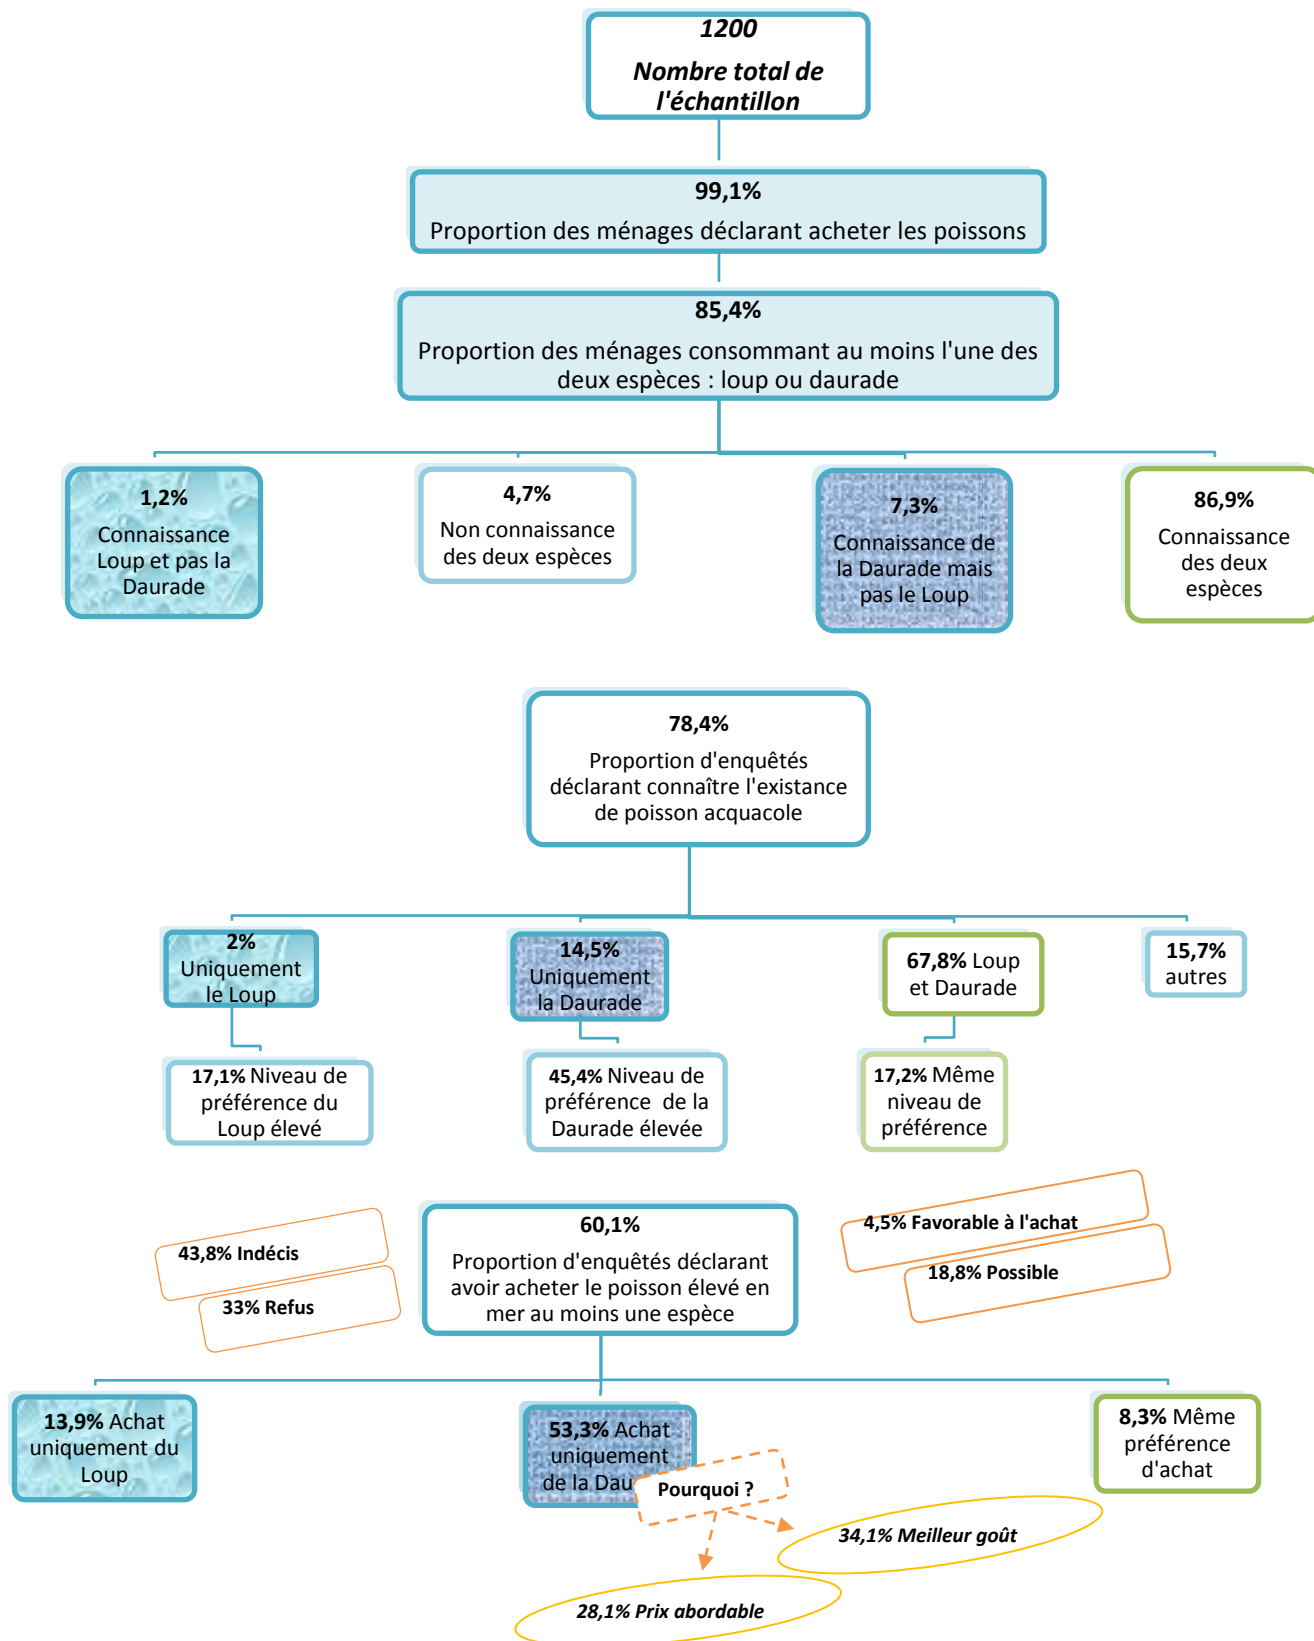 1200
Nombre total de
l'échantillon
99,1%
Proportion des ménages déclarant acheter les poissons
85,4%
Proportion des ménages consommant au moins l'une des
deux espèces : loup ou daurade
1,2%
Connaissance
Loup et pas la
Daurade
4,7%
Non connaissance
des deux espèces
7,3%
Connaissance de
la Daurade mais
pas le Loup
86,9%
Connaissance
des deux
espèces
78,4%
Proportion d'enquêtés
déclarant connaître l'existance
de poisson acquacole
2%
Uniquement
le Loup
14,5%
Uniquement
la Daurade
67,8% Loup
et Daurade
15,7%
autres
17,1% Niveau de
préférence du
Loup élevé
45,4% Niveau de
préférence de la
Daurade élevée
17,2% Même
niveau de
préférence
43,8% Indécis
33% Refus
60,1%
Proportion d'enquêtés déclarant
avoir acheter le poisson élevé en
mer au moins une espèce
4,5% Favorable à l'achat
18,8% Possible
13,9% Achat
uniquement du
Loup
53,3% Achat
uniquement
de la Dau
8,3% Même
préférence
d'achat
Pourquoi ?
34,1% Meilleur goût
28,1% Prix abordable